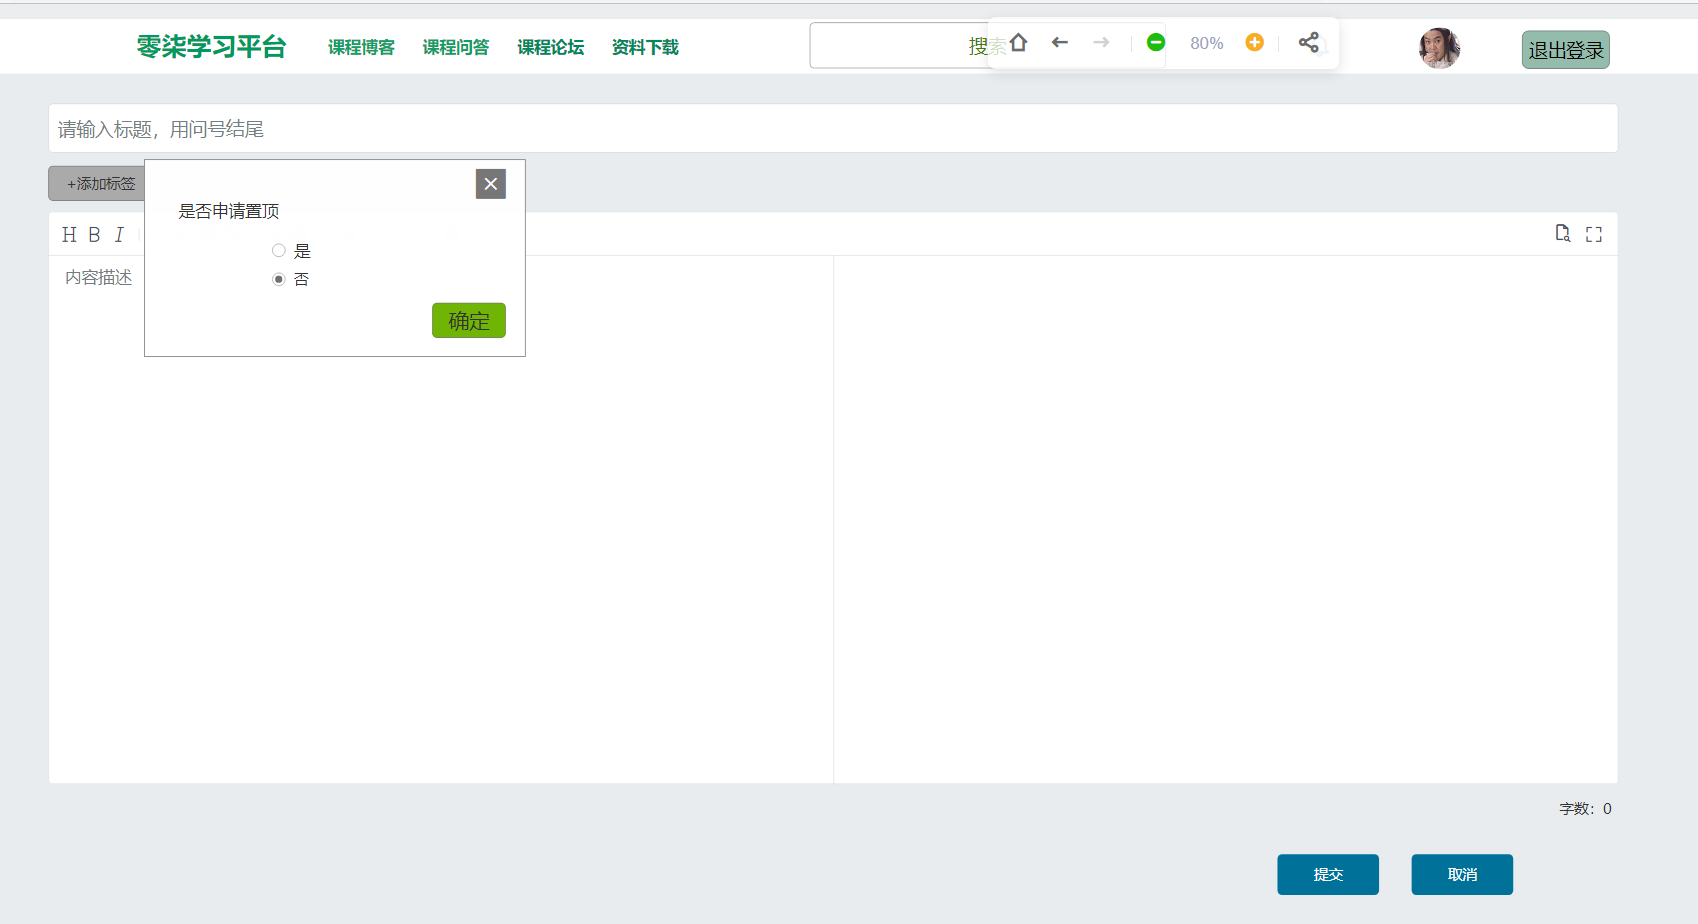 零柒学习平台 课程博客 课程问答 课程论坛 资料下载 搜索 80% 退出登录
请输入标题，用问号结尾
+添加标签
是否申请置顶
H B I
是
内容描述
否
确定
字数：0
提交 取消